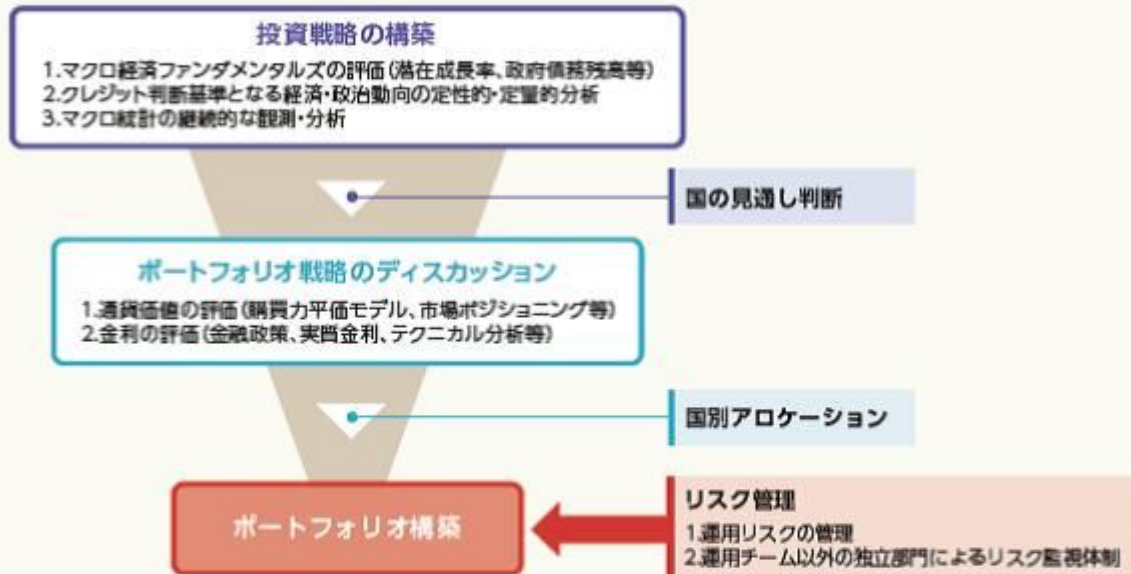 投資戦略の構築
1.マクロ経済ファンダメンタルズの評価(潜在成長率、政府債務残高等)
2.クレジット判断基準となる経済・政治動向の定性的・定量的分析
3.マクロ統計の継続的な観測・分析
国の見通し判断
ポートフォリオ戦略のディスカッション
1.通貨価値の評価(購買力平価モデル、市場ポジショニング等)
2.金利の評価(金融政策、実質金利、テクニカル分析等)
国別アロケーション
ポートフォリオ構築
リスク管理
1.運用リスクの管理
2.運用チーム以外の独立部門によるリスク監視体制